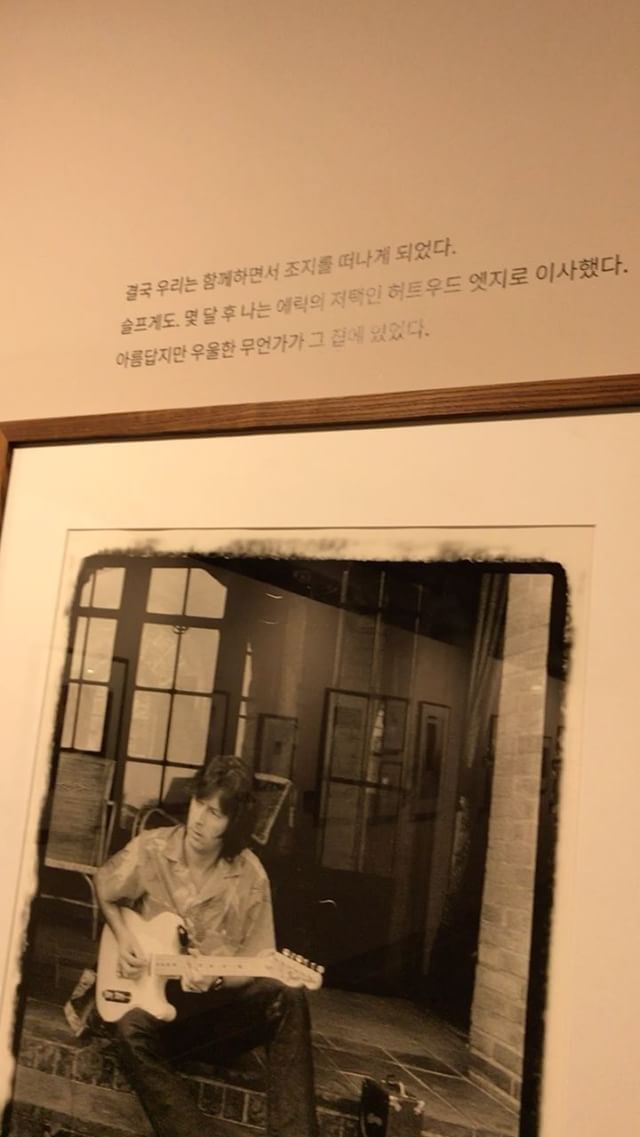 결국 우리는 함께하면서 조지를 떠나게 되었다.
슬프게도. 몇 달 후 나는 에릭의 저택인 허트우드 엣지로 이사했다.
아름답지만 우울한 무언가가 그 집에 있었다.